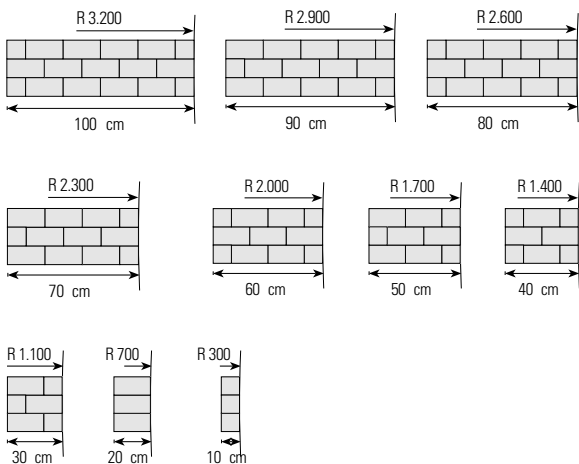 R 3.200
R 2.900
R 2.600
100 cm
90 cm
80 cm
R 2.300
R 2.000
R 1.700
R 1.400
70 cm
60 cm
50 cm
40 cm
R 1.100
R 700
R 300
30 cm
20 cm
10 cm